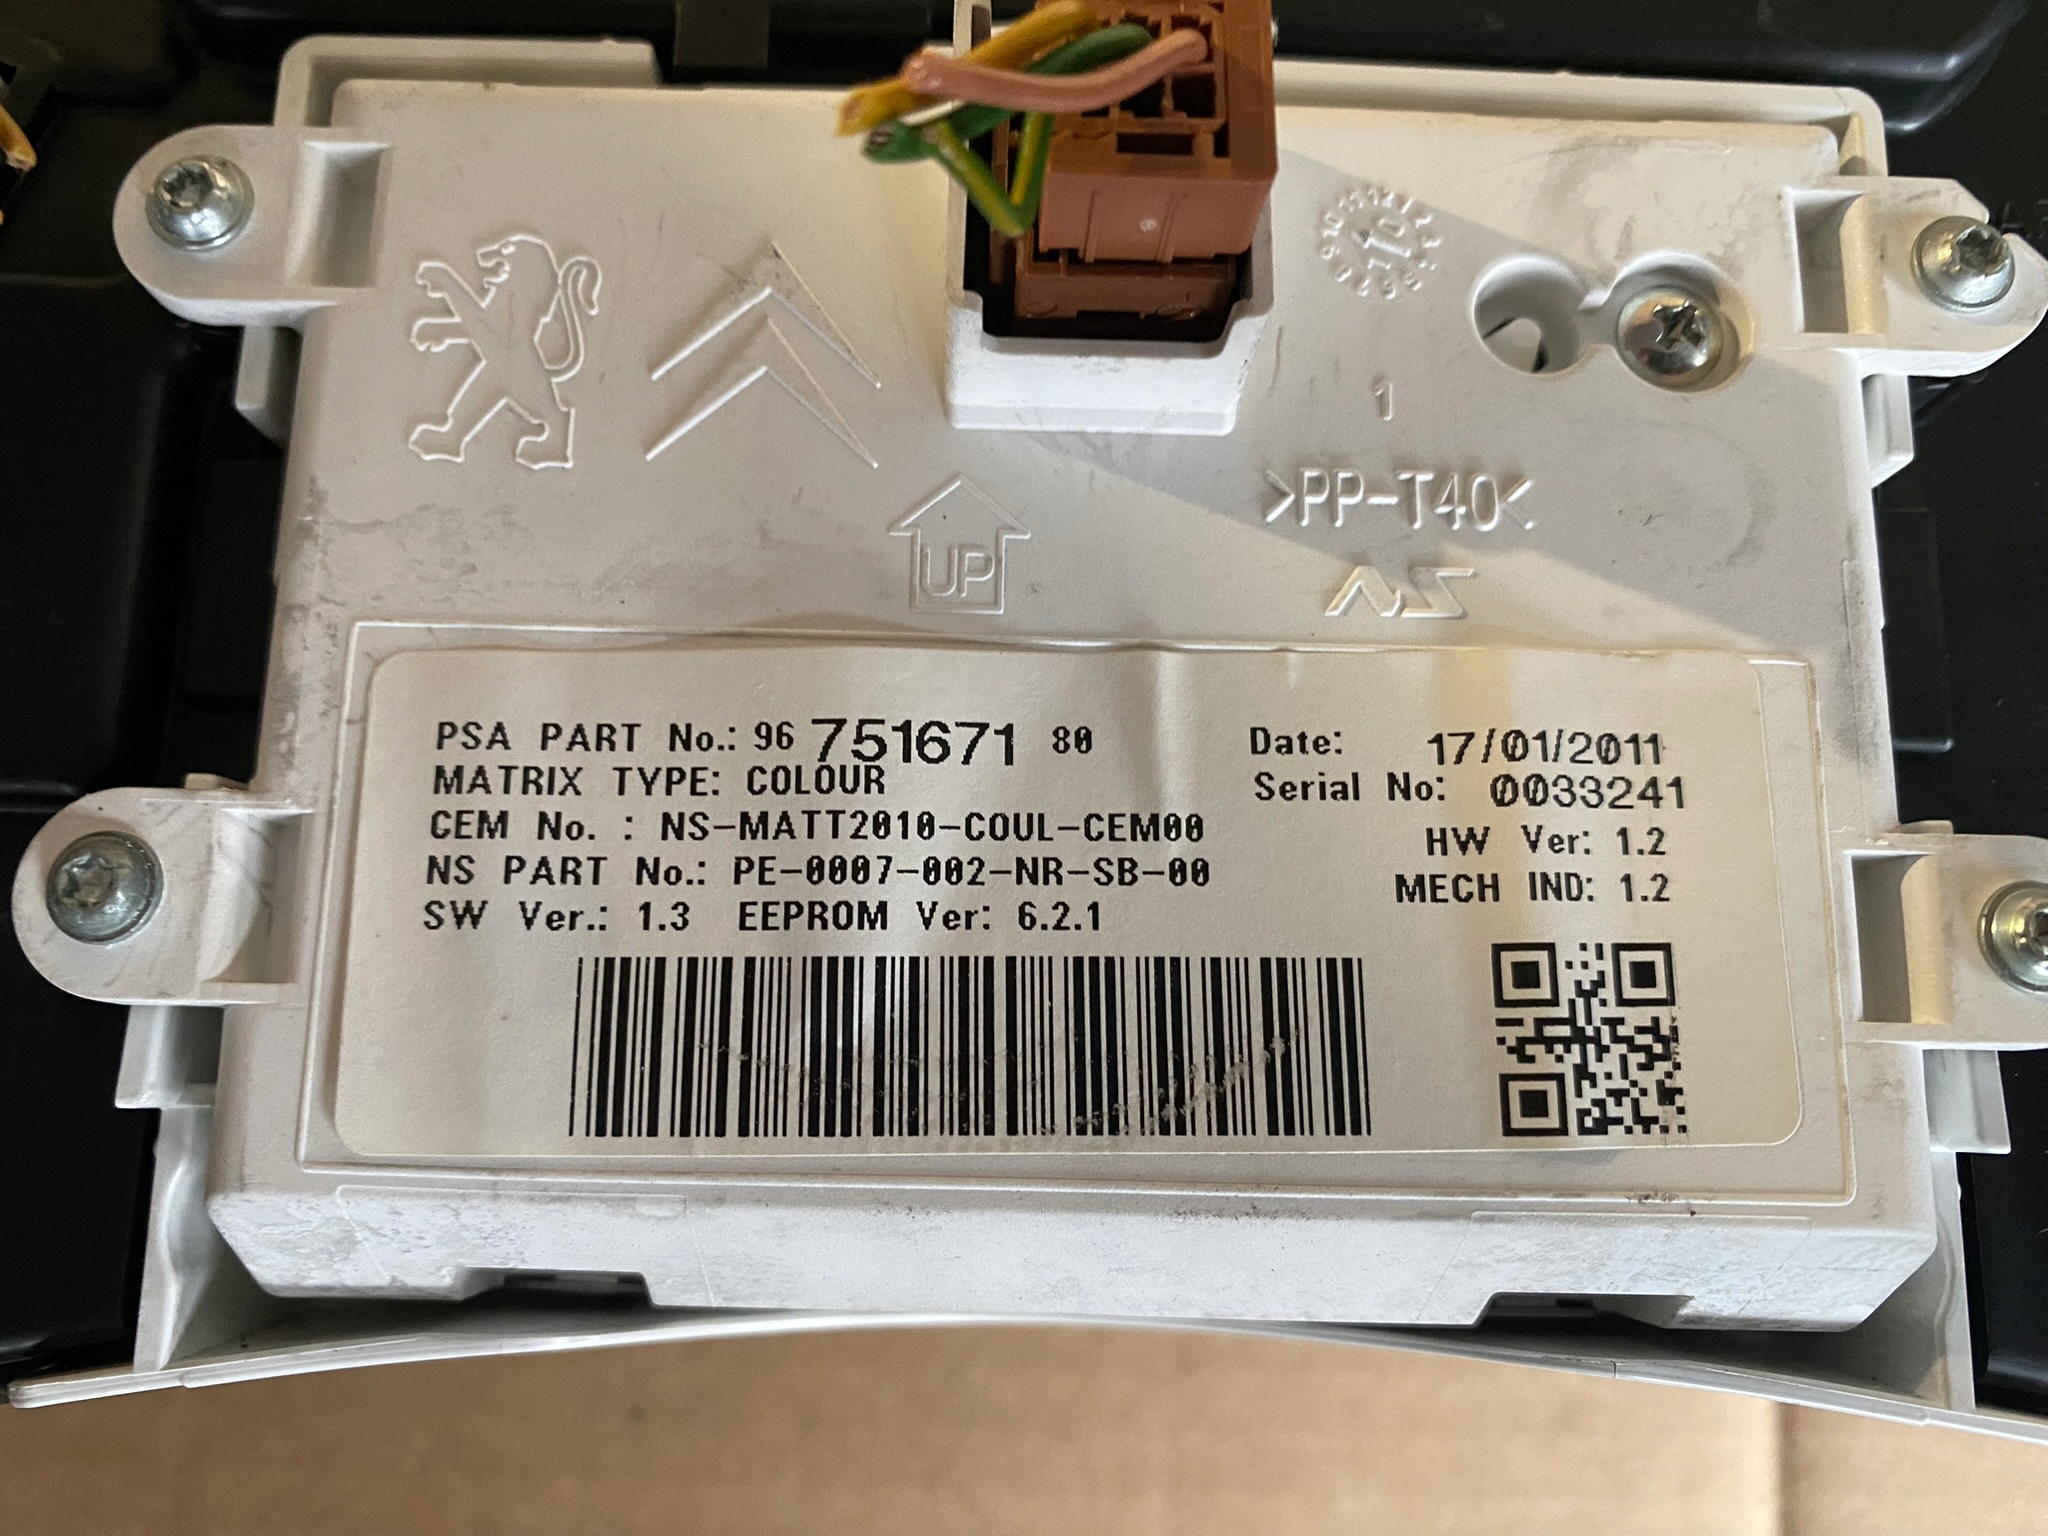 1
>PP-T40<
UP
NS
PSA PART No.: 96 751671 80
MATRIX TYPE: COLOUR
CEM No. : NS-MATT2010-COUL-CEM00
NS PART No.: PE-0007-002-NR-SB-00
SW Ver.: 1.3 EEPROM Ver: 6.2.1
Date: 17/01/2011
Serial No: 0033241
HW Ver: 1.2
MECH IND: 1.2